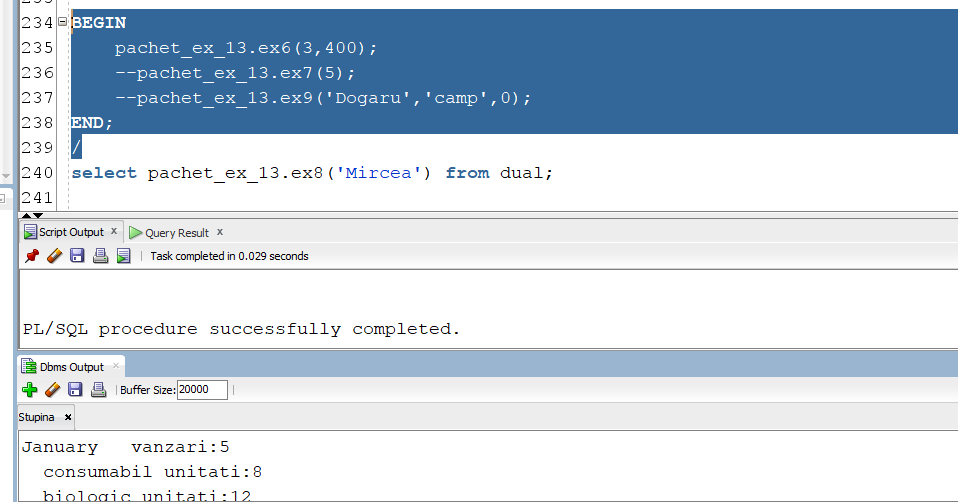 234 BEGIN
235 pachet_ex_13.ex6(3,400);
236 --pachet_ex_13.ex7(5);
237 --pachet_ex_13.ex9('Dogaru','camp',0);
238 END;
239 /
240 select pachet_ex_13.ex8('Mircea') from dual;
241
Script Output x Query Result x
Task completed in 0.029 seconds
PL/SQL procedure successfully completed.
Dbms Output x
Buffer Size: 20000
Stupina x
January vanzari:5
consumabil unitati:8
biologic unitati:12